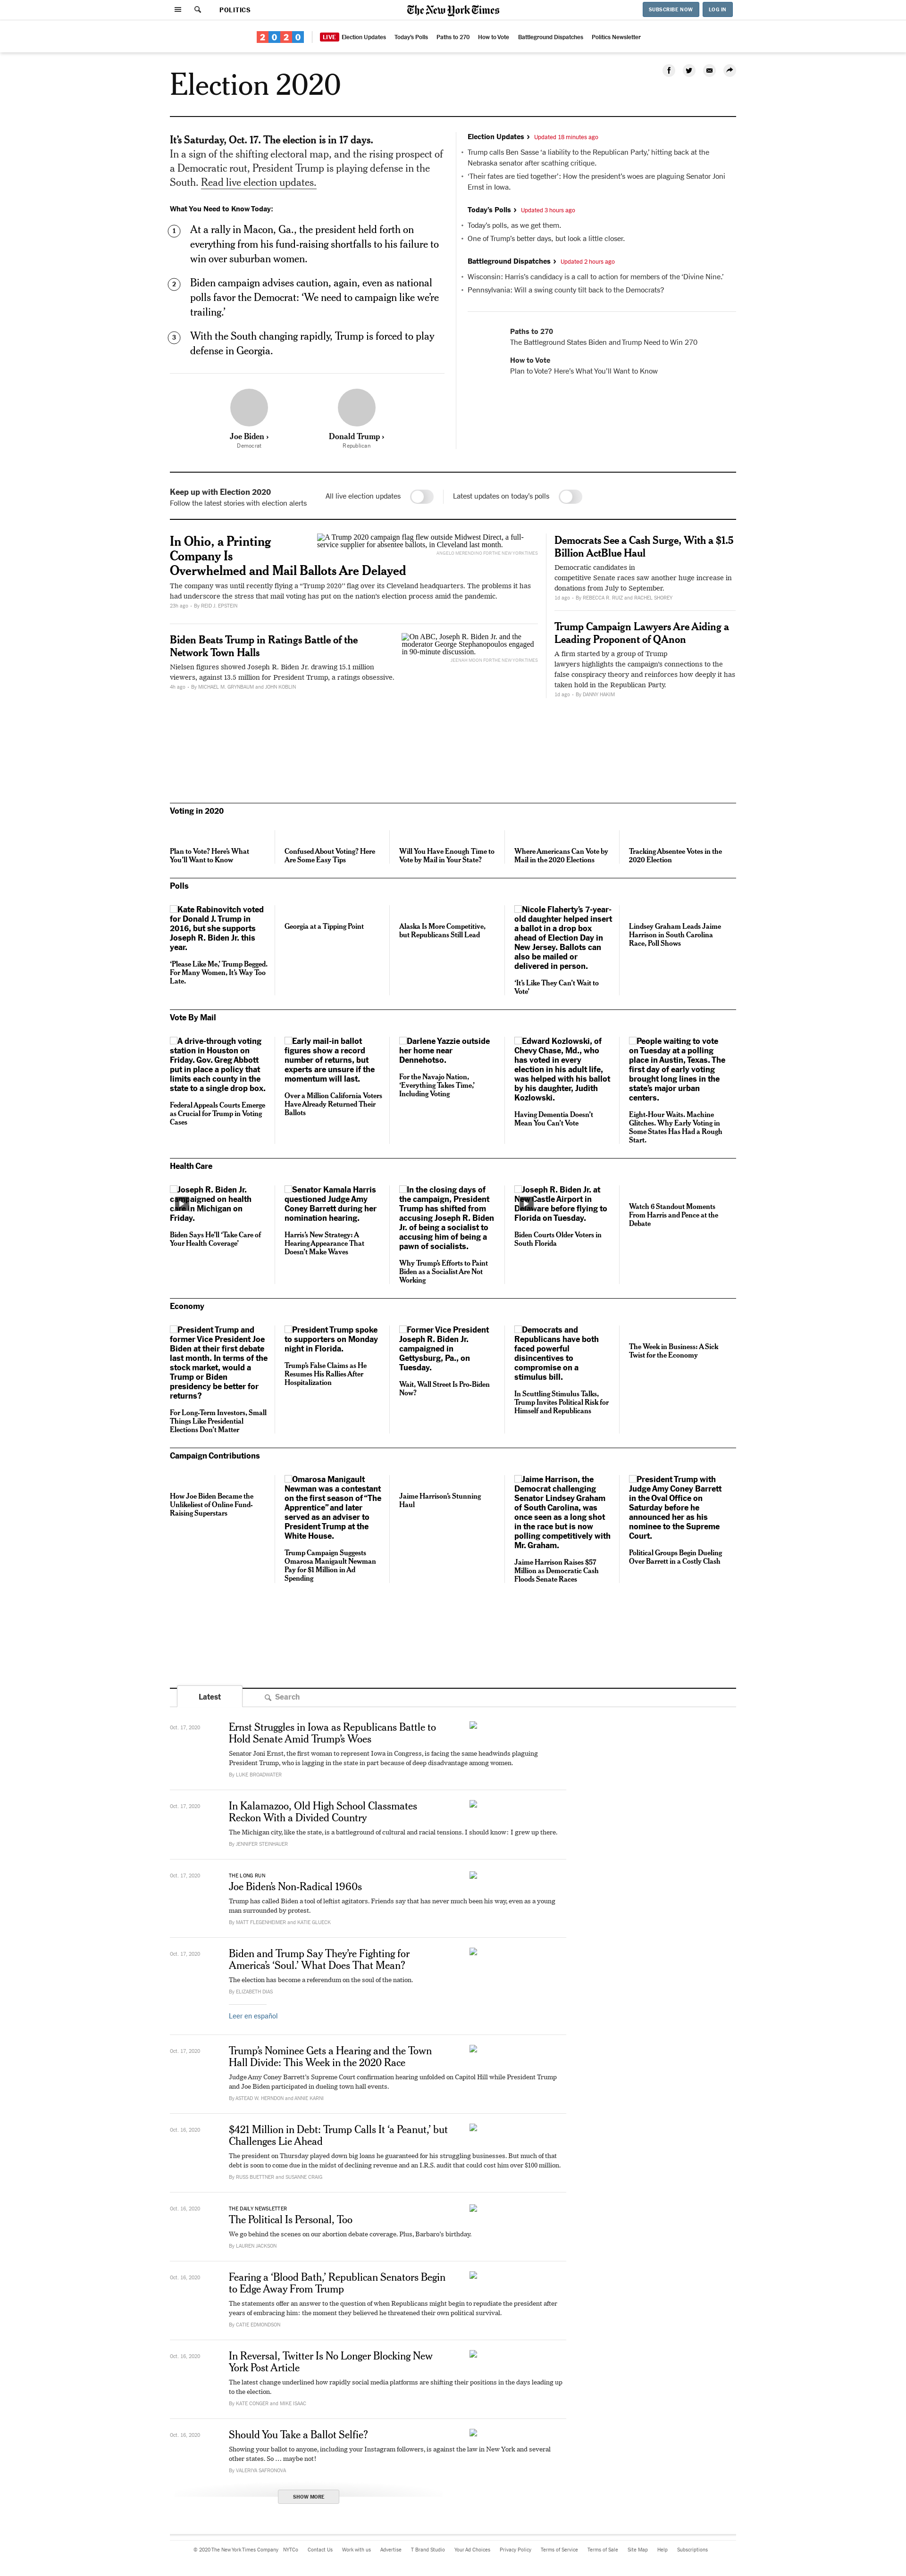 POLITICS
The New York Times
SUBSCRIBE NOW
LOG IN
2020
LIVE
Election Updates
Today's Polls
Paths to 270
How to Vote
Battleground Dispatches
Politics Newsletter
Election 2020
It's Saturday, Oct. 17. The election is in 17 days.
In a sign of the shifting electoral map, and the rising prospect of
a Democratic rout, President Trump is playing defense in the
South. Read live election updates.
What You Need to Know Today:
1
At a rally in Macon, Ga., the president held forth on
everything from his fund-raising shortfalls to his failure to
win over suburban women.
2
Biden campaign advises caution, again, even as national
polls favor the Democrat: 'We need to campaign like we're
trailing.'
3
With the South changing rapidly, Trump is forced to play
defense in Georgia.
Joe Biden ›
Democrat
Donald Trump ›
Republican
Election Updates › Updated 18 minutes ago
• Trump calls Ben Sasse 'a liability to the Republican Party,' hitting back at the
Nebraska senator after scathing critique.
• 'Their fates are tied together': How the president's woes are plaguing Senator Joni
Ernst in Iowa.
Today's Polls › Updated 3 hours ago
• Today's polls, as we get them.
• One of Trump's better days, but look a little closer.
Battleground Dispatches › Updated 2 hours ago
• Wisconsin: Harris's candidacy is a call to action for members of the 'Divine Nine.'
• Pennsylvania: Will a swing county tilt back to the Democrats?
Paths to 270
The Battleground States Biden and Trump Need to Win 270
How to Vote
Plan to Vote? Here's What You'll Want to Know
Keep up with Election 2020
Follow the latest stories with election alerts
All live election updates
Latest updates on today's polls
In Ohio, a Printing
Company Is
Overwhelmed and Mail Ballots Are Delayed
A Trump 2020 campaign flag flew outside Midwest Direct, a full-
service supplier for absentee ballots, in Cleveland last month.
ANGELO MERENDINO FOR THE NEW YORK TIMES
The company was until recently flying a "Trump 2020" flag over its Cleveland headquarters. The problems it has
had underscore the stress that mail voting has put on the nation's election process amid the pandemic.
23h ago · By REID J. EPSTEIN
Biden Beats Trump in Ratings Battle of the
Network Town Halls
On ABC, Joseph R. Biden Jr. and the
moderator George Stephanopoulos engaged
in 90-minute discussion.
JEENAH MOON FOR THE NEW YORK TIMES
Nielsen figures showed Joseph R. Biden Jr. drawing 15.1 million
viewers, against 13.5 million for President Trump, a ratings obsessive.
4h ago · By MICHAEL M. GRYNBAUM and JOHN KOBLIN
Democrats See a Cash Surge, With a $1.5
Billion ActBlue Haul
Democratic candidates in
competitive Senate races saw another huge increase in
donations from July to September.
1d ago · By REBECCA R. RUIZ and RACHEL SHOREY
Trump Campaign Lawyers Are Aiding a
Leading Proponent of QAnon
A firm started by a group of Trump
lawyers highlights the campaign's connections to the
false conspiracy theory and reinforces how deeply it has
taken hold in the Republican Party.
1d ago · By DANNY HAKIM
Voting in 2020
Plan to Vote? Here's What
You'll Want to Know
Confused About Voting? Here
Are Some Easy Tips
Will You Have Enough Time to
Vote by Mail in Your State?
Where Americans Can Vote by
Mail in the 2020 Elections
Tracking Absentee Votes in the
2020 Election
Polls
Kate Rabinovitch voted
for Donald J. Trump in
2016, but she supports
Joseph R. Biden Jr. this
year.
'Please Like Me,' Trump Begged.
For Many Women, It's Way Too
Late.
Georgia at a Tipping Point
Alaska Is More Competitive,
but Republicans Still Lead
Nicole Flaherty's 7-year-
old daughter helped insert
a ballot in a drop box
ahead of Election Day in
New Jersey. Ballots can
also be mailed or
delivered in person.
'It's Like They Can't Wait to
Vote'
Lindsey Graham Leads Jaime
Harrison in South Carolina
Race, Poll Shows
Vote By Mail
A drive-through voting
station in Houston on
Friday. Gov. Greg Abbott
put in place a policy that
limits each county in the
state to a single drop box.
Federal Appeals Courts Emerge
as Crucial for Trump in Voting
Cases
Early mail-in ballot
figures show a record
number of returns, but
experts are unsure if the
momentum will last.
Over a Million California Voters
Have Already Returned Their
Ballots
Darlene Yazzie outside
her home near
Dennehotso.
For the Navajo Nation,
'Everything Takes Time,'
Including Voting
Edward Kozlowski, of
Chevy Chase, Md., who
has voted in every
election in his adult life,
was helped with his ballot
by his daughter, Judith
Kozlowski.
Having Dementia Doesn't
Mean You Can't Vote
People waiting to vote
on Tuesday at a polling
place in Austin, Texas. The
first day of early voting
brought long lines in the
state's major urban
centers.
Eight-Hour Waits. Machine
Glitches. Why Early Voting in
Some States Has Had a Rough
Start.
Health Care
Joseph R. Biden Jr.
campaigned on health
in Michigan on
Friday.
Biden Says He'll 'Take Care of
Your Health Coverage'
Senator Kamala Harris
questioned Judge Amy
Coney Barrett during her
nomination hearing.
Harris's New Strategy: A
Hearing Appearance That
Doesn't Make Waves
In the closing days of
the campaign, President
Trump has shifted from
accusing Joseph R. Biden
Jr. of being a socialist to
accusing him of being a
pawn of socialists.
Why Trump's Efforts to Paint
Biden as a Socialist Are Not
Working
Joseph R. Biden Jr. at
New Castle Airport in
Delaware before flying to
Florida on Tuesday.
Biden Courts Older Voters in
South Florida
Watch 6 Standout Moments
From Harris and Pence at the
Debate
Economy
President Trump and
former Vice President Joe
Biden at their first debate
last month. In terms of the
stock market, would a
Trump or Biden
presidency be better for
returns?
For Long-Term Investors, Small
Things Like Presidential
Elections Don't Matter
President Trump spoke
to supporters on Monday
night in Florida.
Trump's False Claims as He
Resumes His Rallies After
Hospitalization
Former Vice President
Joseph R. Biden Jr.
campaigned in
Gettysburg, Pa., on
Tuesday.
Wait, Wall Street Is Pro-Biden
Now?
Democrats and
Republicans have both
faced powerful
disincentives to
compromise on a
stimulus bill.
In Scuttling Stimulus Talks,
Trump Invites Political Risk for
Himself and Republicans
The Week in Business: A Sick
Twist for the Economy
Campaign Contributions
How Joe Biden Became the
Unlikeliest of Online Fund-
Raising Superstars
Omarosa Manigault
Newman was a contestant
on the first season of "The
Apprentice" and later
served as an adviser to
President Trump at the
White House.
Trump Campaign Suggests
Omarosa Manigault Newman
Pay for $1 Million in Ad
Spending
Jaime Harrison's Stunning
Haul
Jaime Harrison, the
Democrat challenging
Senator Lindsey Graham
of South Carolina, was
once seen as a long shot
in the race but is now
polling competitively with
Mr. Graham.
Jaime Harrison Raises $57
Million as Democratic Cash
Floods Senate Races
President Trump with
Judge Amy Coney Barrett
in the Oval Office on
Saturday before he
announced her as his
nominee to the Supreme
Court.
Political Groups Begin Dueling
Over Barrett in a Costly Clash
Latest
Search
Oct. 17, 2020
Ernst Struggles in Iowa as Republicans Battle to
Hold Senate Amid Trump's Woes
Senator Joni Ernst, the first woman to represent Iowa in Congress, is facing the same headwinds plaguing
President Trump, who is lagging in the state in part because of deep disadvantage among women.
By LUKE BROADWATER
Oct. 17, 2020
In Kalamazoo, Old High School Classmates
Reckon With a Divided Country
The Michigan city, like the state, is a battleground of cultural and racial tensions. I should know: I grew up there.
By JENNIFER STEINHAUER
Oct. 17, 2020
THE LONG RUN
Joe Biden's Non-Radical 1960s
Trump has called Biden a tool of leftist agitators. Friends say that has never much been his way, even as a young
man surrounded by protest.
By MATT FLEGENHEIMER and KATIE GLUECK
Oct. 17, 2020
Biden and Trump Say They're Fighting for
America's 'Soul.' What Does That Mean?
The election has become a referendum on the soul of the nation.
By ELIZABETH DIAS
Leer en español
Oct. 17, 2020
Trump's Nominee Gets a Hearing and the Town
Hall Divide: This Week in the 2020 Race
Judge Amy Coney Barrett's Supreme Court confirmation hearing unfolded on Capitol Hill while President Trump
and Joe Biden participated in dueling town hall events.
By ASTEAD W. HERNDON and ANNIE KARNI
Oct. 16, 2020
$421 Million in Debt: Trump Calls It 'a Peanut,' but
Challenges Lie Ahead
The president on Thursday played down big loans he guaranteed for his struggling businesses. But much of that
debt is soon to come due in the midst of declining revenue and an I.R.S. audit that could cost him over $100 million.
By RUSS BUETTNER and SUSANNE CRAIG
Oct. 16, 2020
THE DAILY NEWSLETTER
The Political Is Personal, Too
We go behind the scenes on our abortion debate coverage. Plus, Barbaro's birthday.
By LAUREN JACKSON
Oct. 16, 2020
Fearing a 'Blood Bath,' Republican Senators Begin
to Edge Away From Trump
The statements offer an answer to the question of when Republicans might begin to repudiate the president after
years of embracing him: the moment they believed he threatened their own political survival.
By CATIE EDMONDSON
Oct. 16, 2020
In Reversal, Twitter Is No Longer Blocking New
York Post Article
The latest change underlined how rapidly social media platforms are shifting their positions in the days leading up
to the election.
By KATE CONGER and MIKE ISAAC
Oct. 16, 2020
Should You Take a Ballot Selfie?
Showing your ballot to anyone, including your Instagram followers, is against the law in New York and several
other states. So … maybe not!
By VALERIYA SAFRONOVA
SHOW MORE
© 2020 The New York Times Company
NYTCo
Contact Us
Work with us
Advertise
T Brand Studio
Your Ad Choices
Privacy Policy
Terms of Service
Terms of Sale
Site Map
Help
Subscriptions